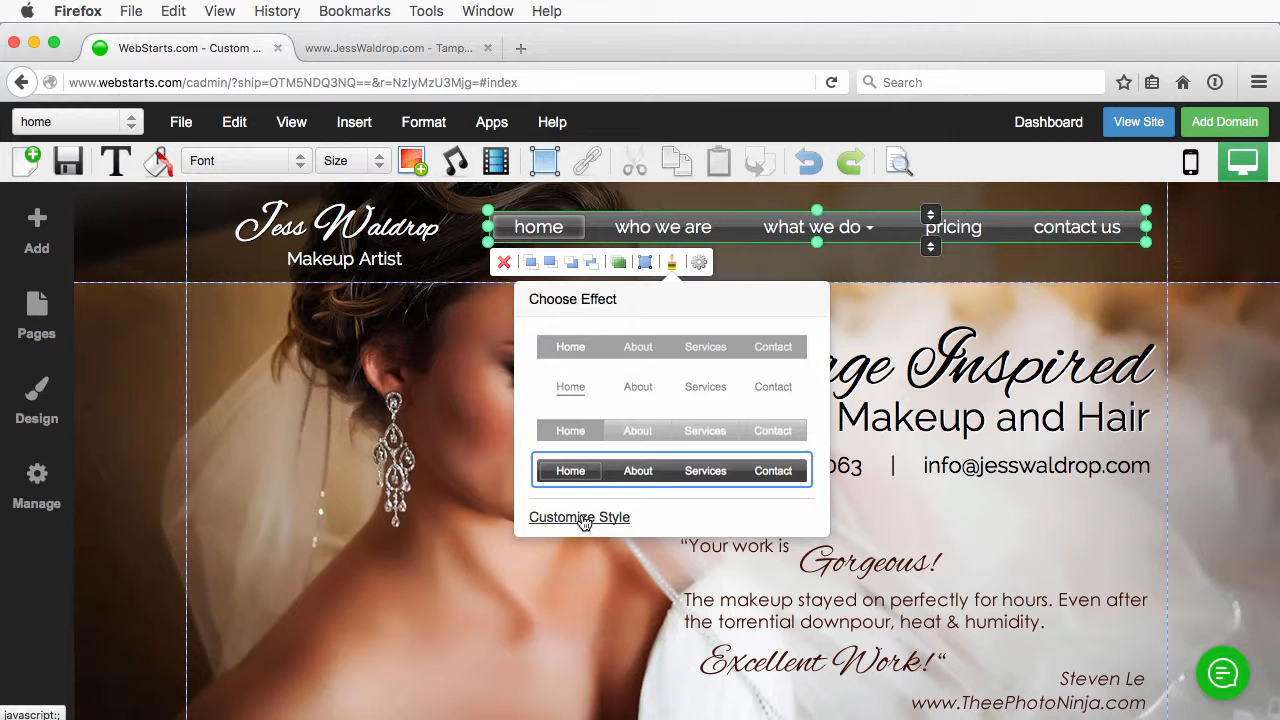 Firefox File Edit View History Bookmarks Tools Window Help
WebStarts.com - Custom ... × www.JessWaldrop.com - Tamp... × +
www.webstarts.com/cadmin/?ship=OTM5NDQ3NQ==&r=NzIyMzU3Mjg=#index Search
home File Edit View Insert Format Apps Help Dashboard View Site Add Domain
T Font Size
Add
Pages
Design
Manage
Jess Waldrop
Makeup Artist
home who we are what we do pricing contact us
Choose Effect
Home About Services Contact
Home About Services Contact
Home About Services Contact
Home About Services Contact
Customize Style
Inspired
Makeup and Hair
063 | info@jesswaldrop.com
“Your work is
Gorgeous!
The makeup stayed on perfectly for hours. Even after
the torrential downpour, heat & humidity.
Excellent Work!“
Steven Le
www.TheePhotoNinja.com
javascript:;